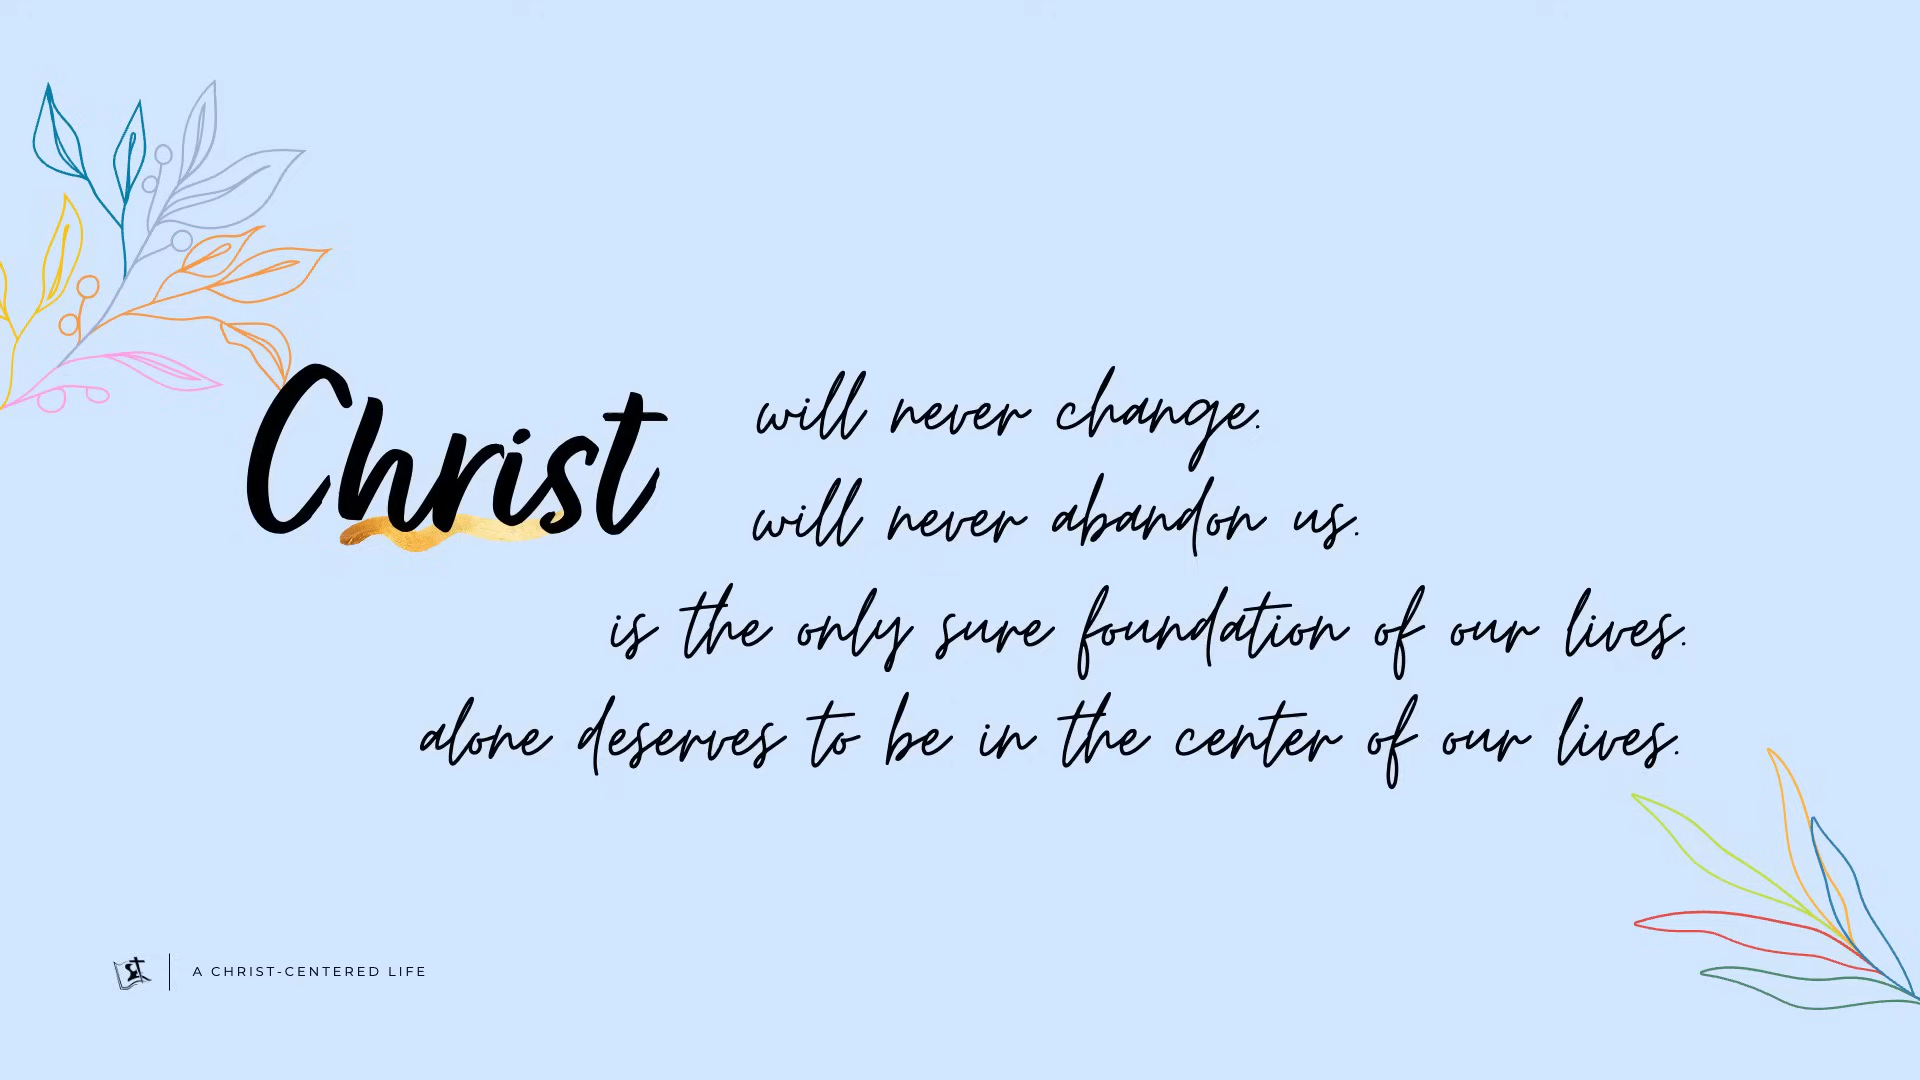 Christ will never change.
will never abandon us.
is the only sure foundation of our lives.
alone deserves to be in the center of our lives.
A CHRIST-CENTERED LIFE